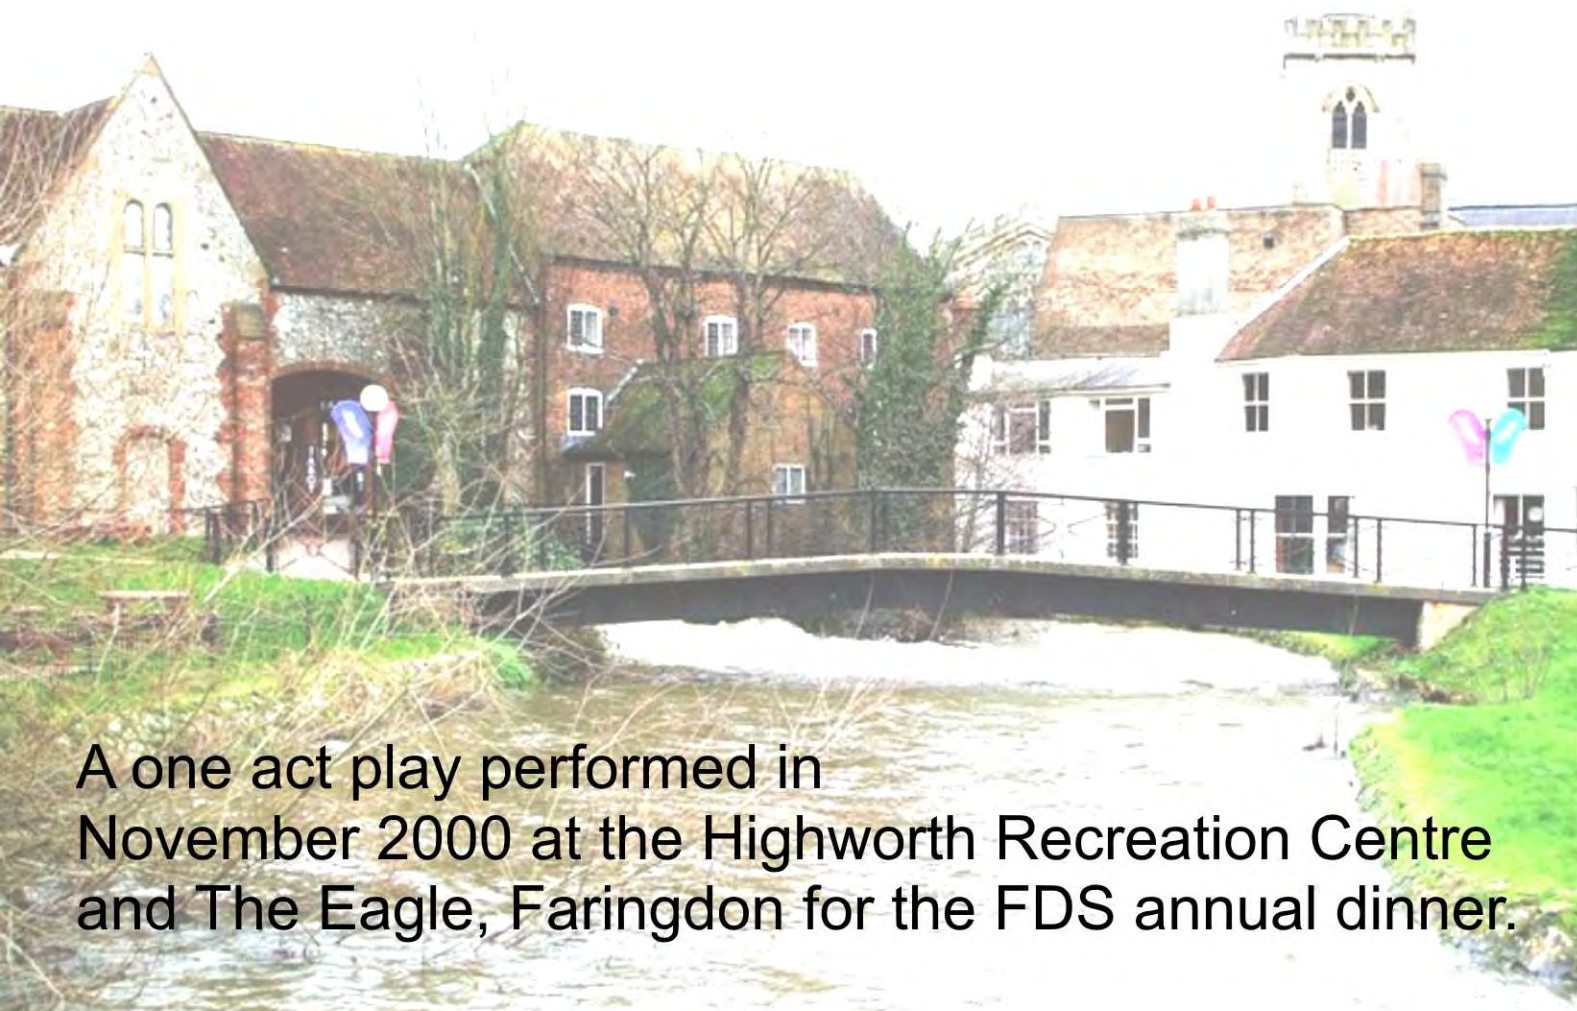 A one act play performed in
November 2000 at the Highworth Recreation Centre
and The Eagle, Faringdon for the FDS annual dinner.